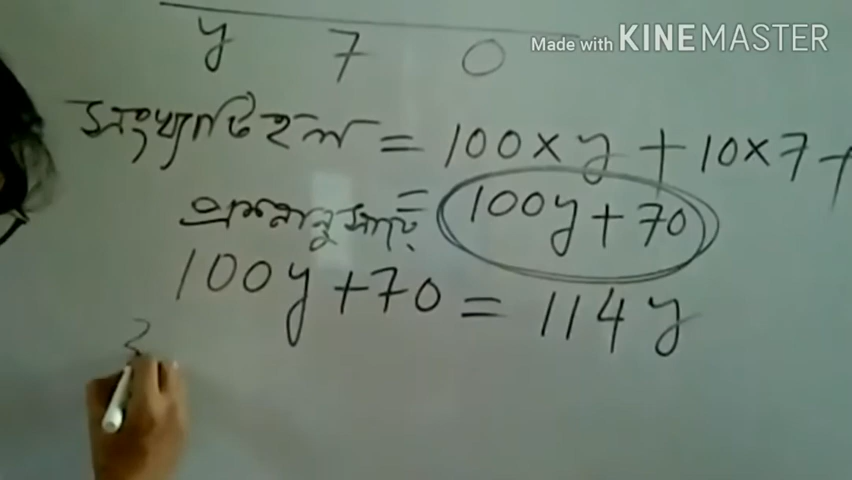 Made with KINEMASTER
y 7 0
সংখ্যাটি হল = 100 × y + 10 × 7 +
প্রশ্নানুসারে = 100y + 70
100y + 70 = 114y